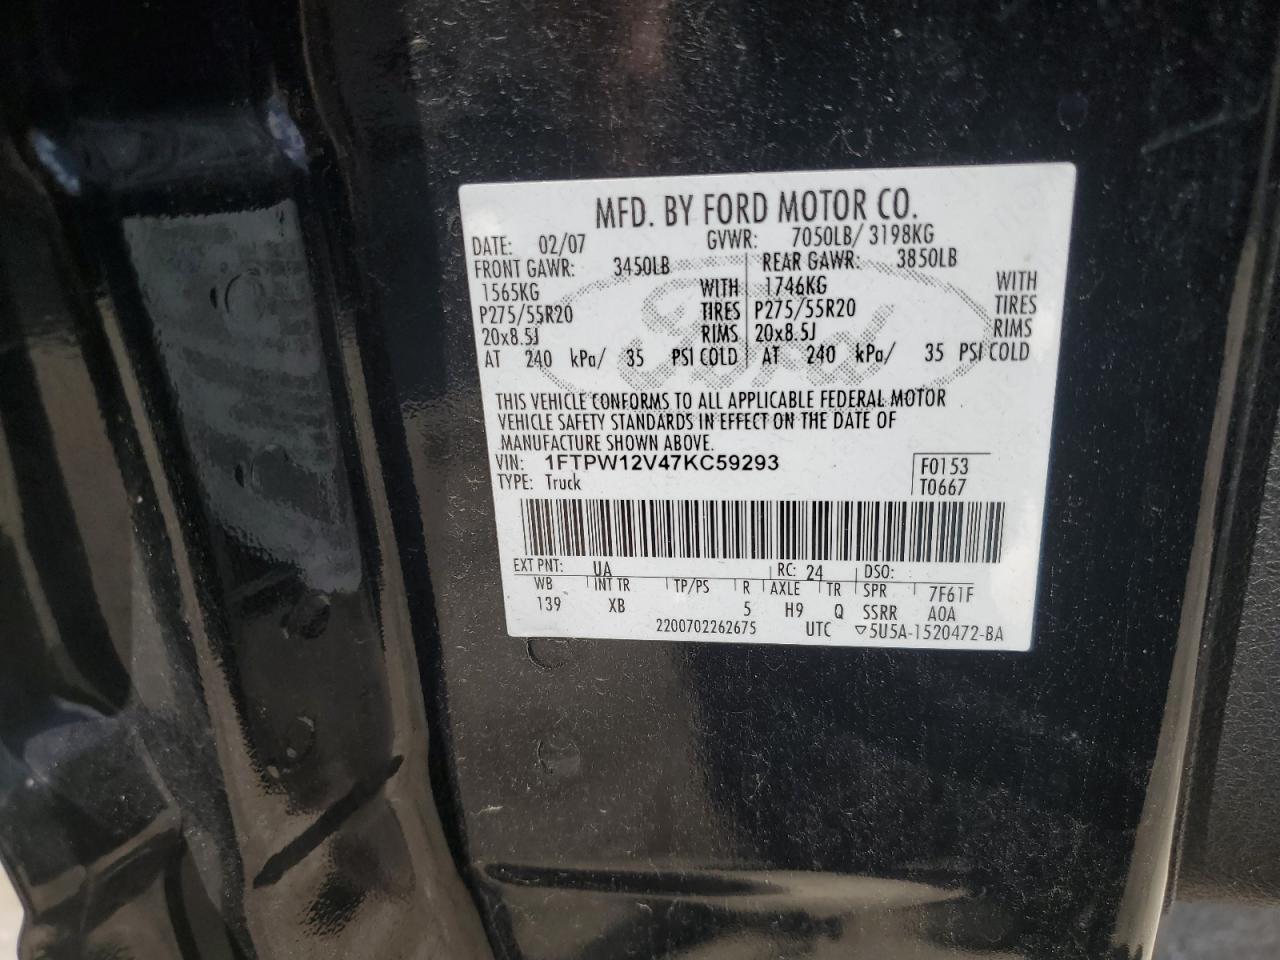 MFD. BY FORD MOTOR CO.
DATE: 02/07 GVWR: 7050LB/ 3198KG
FRONT GAWR: 3450LB REAR GAWR: 3850LB
1565KG WITH 1746KG WITH
P275/55R20 TIRES P275/55R20 TIRES
20x8.5J RIMS 20x8.5J RIMS
AT 240 kPa/ 35 PSI COLD AT 240 kPa/ 35 PSI COLD
Ford
THIS VEHICLE CONFORMS TO ALL APPLICABLE FEDERAL MOTOR
VEHICLE SAFETY STANDARDS IN EFFECT ON THE DATE OF
MANUFACTURE SHOWN ABOVE.
VIN: 1FTPW12V47KC59293 F0153
TYPE: Truck T0667
EXT PNT: UA RC: 24 DSO:
WB INT TR TP/PS R AXLE TR SPR 7F61F
139 XB 5 H9 Q SSRR A0A
2200702262675 UTC ▽5U5A-1520472-BA